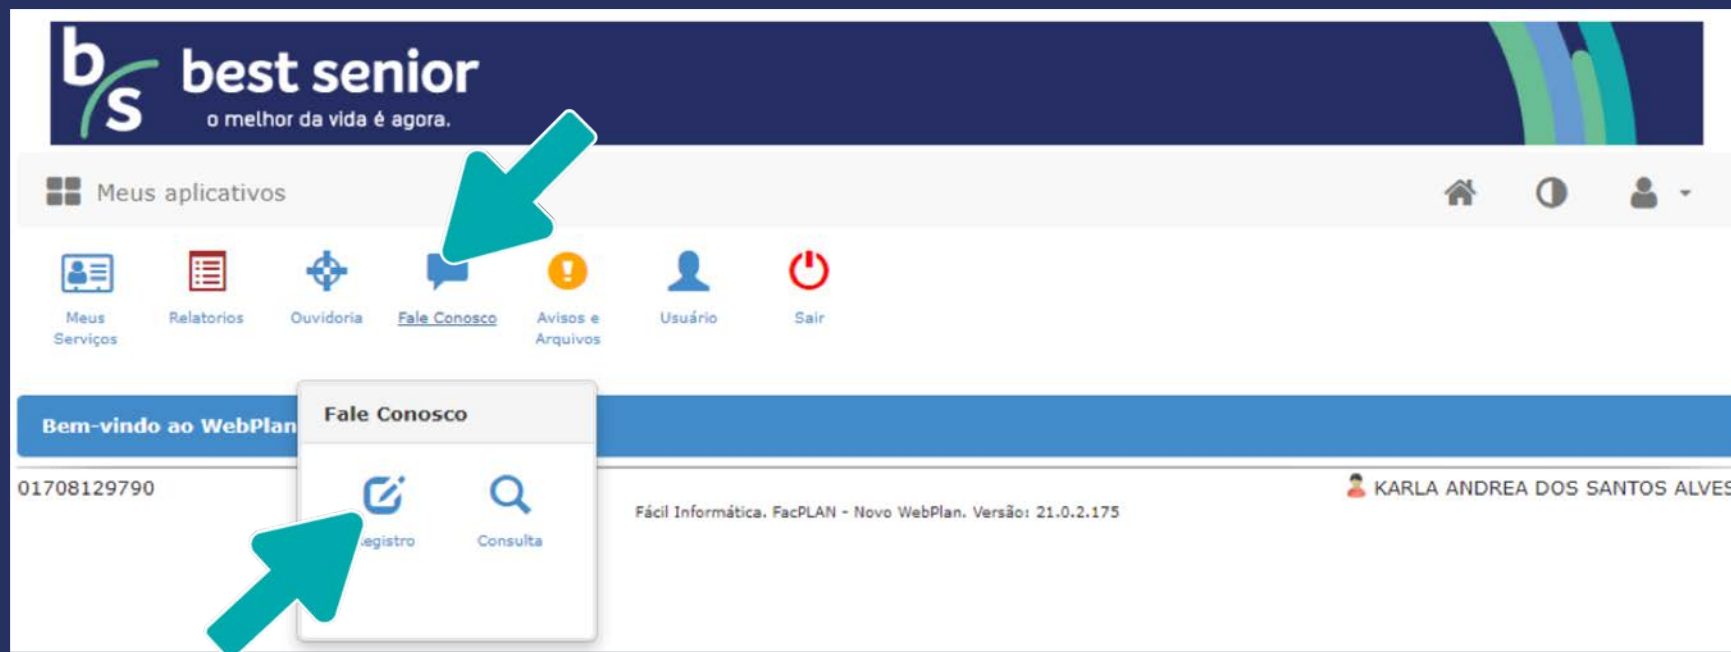 bs best senior
o melhor da vida é agora.
Meus aplicativos
Meus Serviços
Relatorios
Ouvidoria
Fale Conosco
Avisos e Arquivos
Usuário
Sair
Bem-vindo ao WebPlan
Fale Conosco
01708129790
KARLA ANDREA DOS SANTOS ALVES
Fácil Informática. FacPLAN - Novo WebPlan. Versão: 21.0.2.175
Consulta